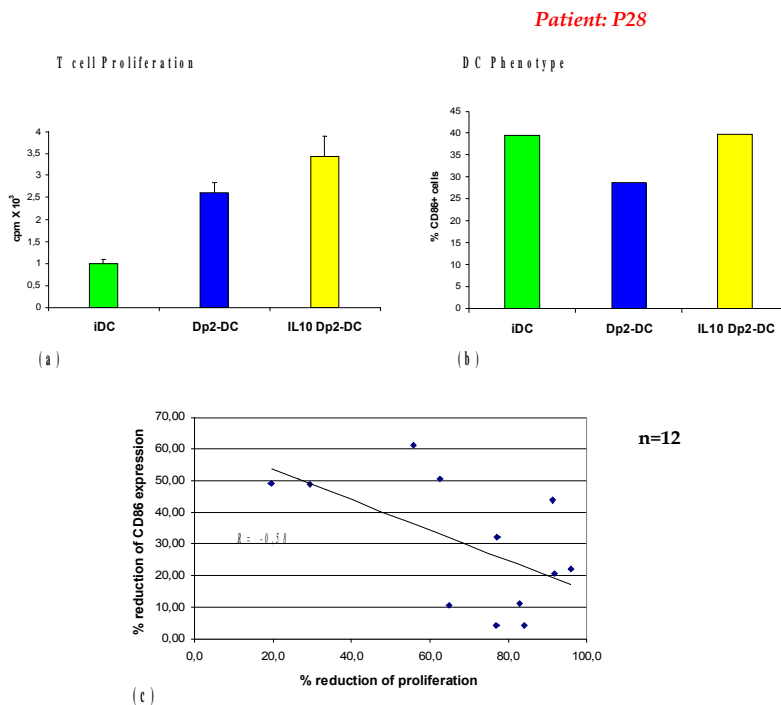 Patient: P28
T cell Proliferation
DC Phenotype
4
3,5
3
2,5
2
1,5
1
0,5
0
cpm X 10³
iDC
Dp2-DC
IL10 Dp2-DC
(a)
45
40
35
30
25
20
15
10
5
0
% CD86+ cells
iDC
Dp2-DC
IL10 Dp2-DC
(b)
70,00
60,00
50,00
40,00
30,00
20,00
10,00
0,00
% reduction of CD86 expression
R = -0,58
n=12
0,0
20,0
40,0
60,0
80,0
100,0
% reduction of proliferation
(c)